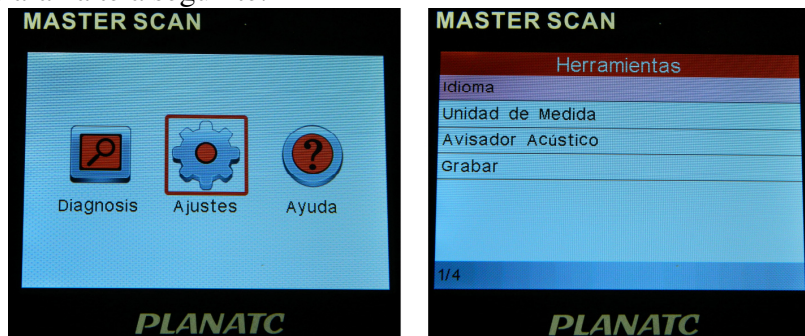 MASTER SCAN
Diagnosis
Ajustes
Ayuda
PLANATC
MASTER SCAN
Herramientas
Idioma
Unidad de Medida
Avisador Acústico
Grabar
1/4
PLANATC